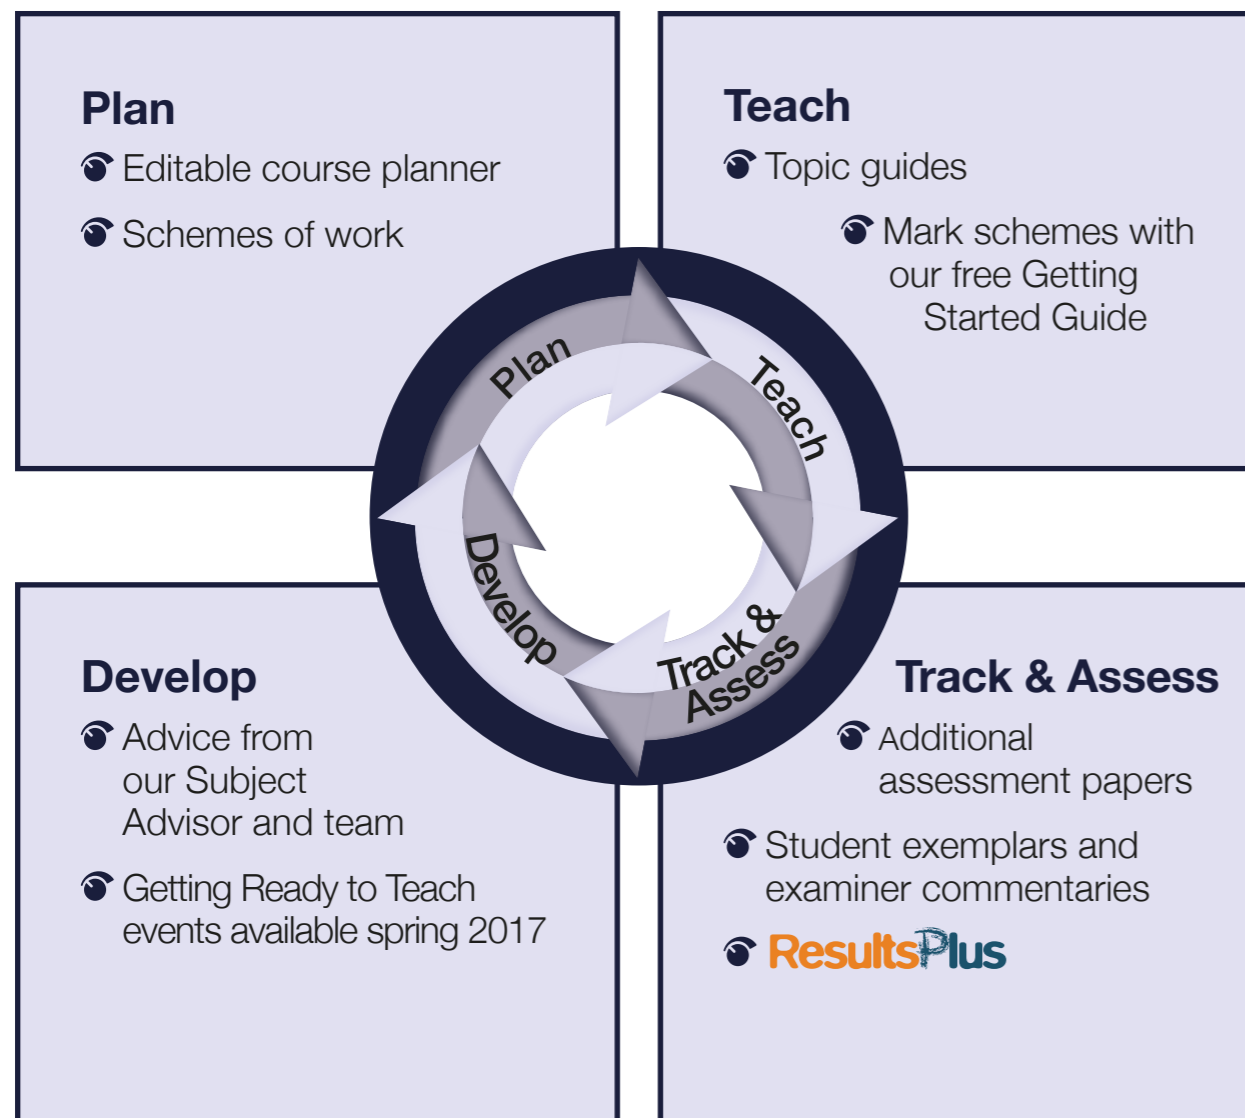 Plan
Editable course planner
Schemes of work
Teach
Topic guides
Mark schemes with
our free Getting
Started Guide
Plan
Teach
Develop
Track &
Assess
Develop
Advice from
our Subject
Advisor and team
Getting Ready to Teach
events available spring 2017
Track & Assess
Additional
assessment papers
Student exemplars and
examiner commentaries
ResultsPlus